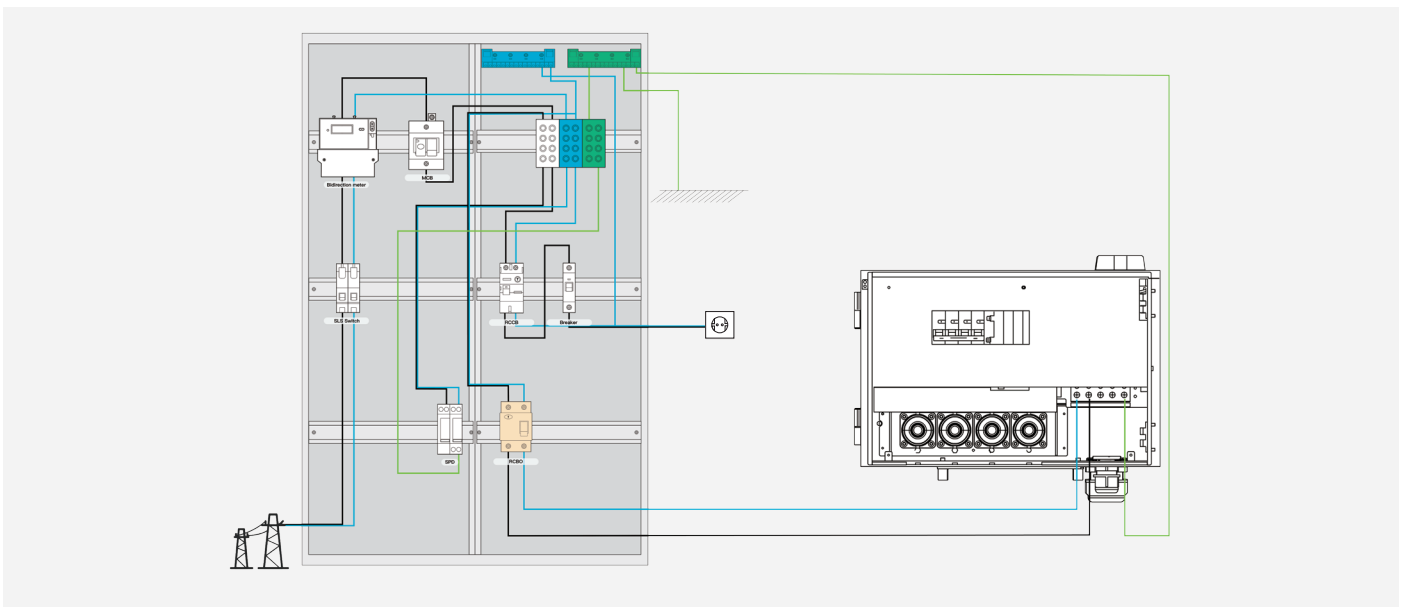 Bidirection meter
MCB
SLS Switch
RCCB
Breaker
SPD
RCBO